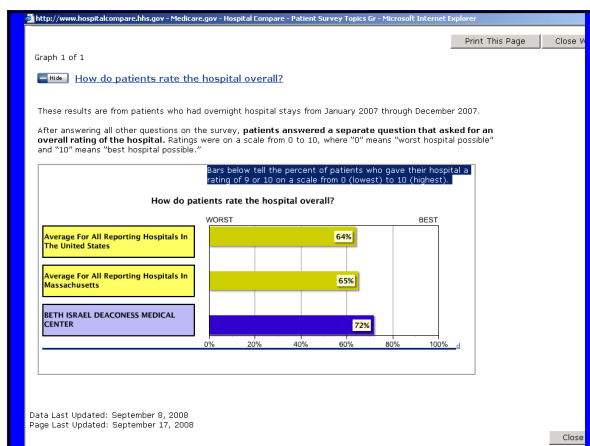 http://www.hospitalcompare.hhs.gov - Medicare.gov - Hospital Compare - Patient Survey Topics Gr - Microsoft Internet Explorer
Print This Page Close W
Graph 1 of 1
Hide How do patients rate the hospital overall?
These results are from patients who had overnight hospital stays from January 2007 through December 2007.
After answering all other questions on the survey, patients answered a separate question that asked for an
overall rating of the hospital. Ratings were on a scale from 0 to 10, where "0" means "worst hospital possible"
and "10" means "best hospital possible."
Bars below tell the percent of patients who gave their hospital a
rating of 9 or 10 on a scale from 0 (lowest) to 10 (highest).
How do patients rate the hospital overall?
WORST BEST
Average For All Reporting Hospitals In
The United States
64%
Average For All Reporting Hospitals In
Massachusetts
65%
BETH ISRAEL DEACONESS MEDICAL
CENTER
72%
0% 20% 40% 60% 80% 100% d
Data Last Updated: September 8, 2008
Page Last Updated: September 17, 2008
Close